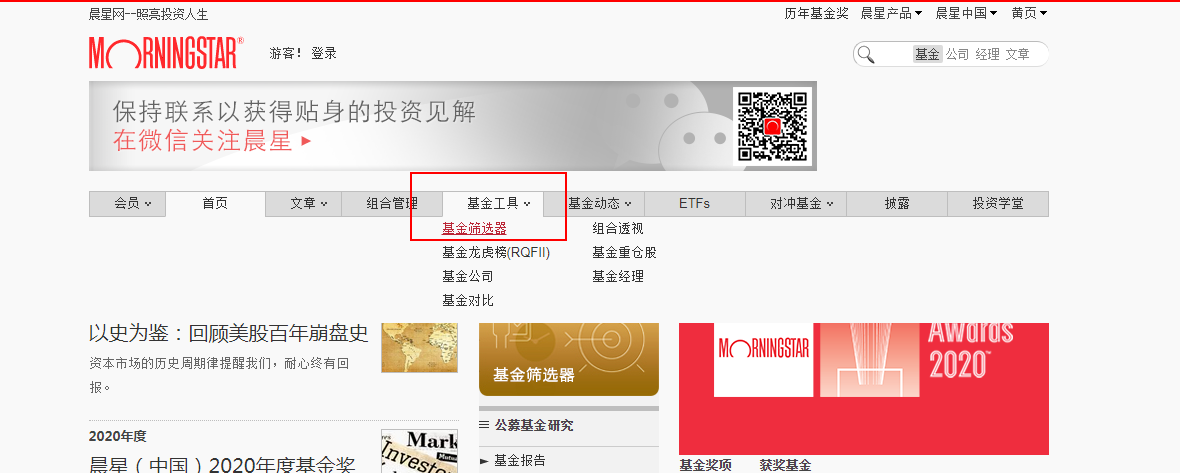 晨星网--照亮投资人生
历年基金奖 晨星产品 晨星中国 黄页
MORNINGSTAR®
游客! 登录
基金 公司 经理 文章
保持联系以获得贴身的投资见解
在微信关注晨星
会员 首页 文章 组合管理 基金工具 基金动态 ETFs 对冲基金 披露 投资学堂
基金筛选器 组合透视
基金龙虎榜(RQFII) 基金重仓股
基金公司 基金经理
基金对比
以史为鉴：回顾美股百年崩盘史
资本市场的历史周期律提醒我们，耐心终有回
报。
基金筛选器
MORNINGSTAR
Awards
2020™
公募基金研究
基金报告
2020年度
晨星（中国）2020年度基金奖
Mark
Investor
基金奖项 获奖基金